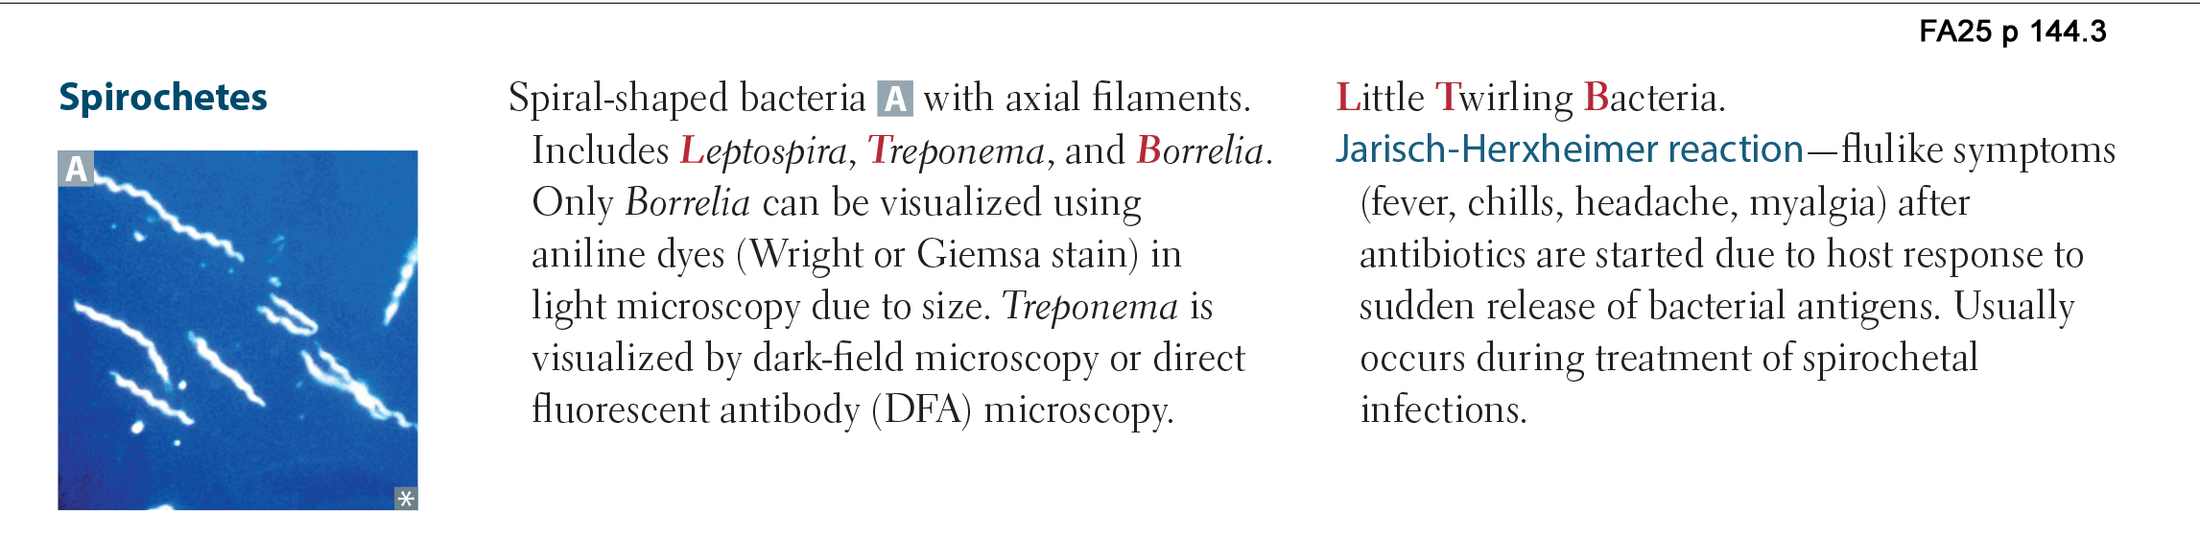 FA25 p 144.3
Spirochetes
A
*
Spiral-shaped bacteria A with axial filaments.
Includes Leptospira, Treponema, and Borrelia.
Only Borrelia can be visualized using
aniline dyes (Wright or Giemsa stain) in
light microscopy due to size. Treponema is
visualized by dark-field microscopy or direct
fluorescent antibody (DFA) microscopy.
Little Twirling Bacteria.
Jarisch-Herxheimer reaction—flulike symptoms
(fever, chills, headache, myalgia) after
antibiotics are started due to host response to
sudden release of bacterial antigens. Usually
occurs during treatment of spirochetal
infections.